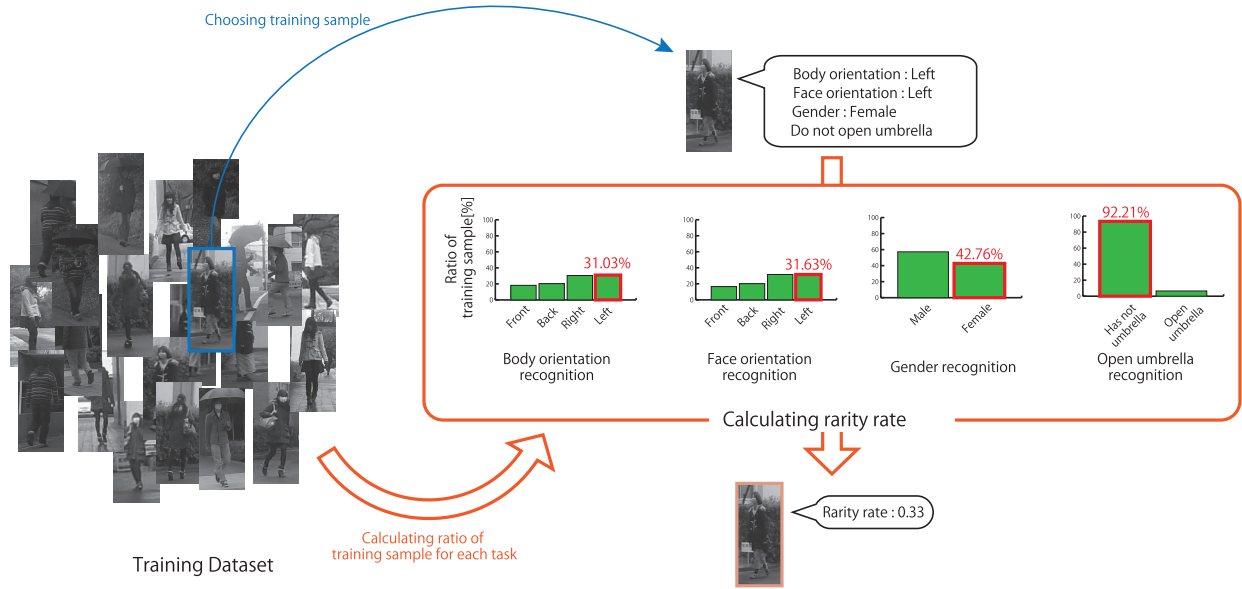 Choosing training sample
Body orientation : Left
Face orientation : Left
Gender : Female
Do not open umbrella
Ratio of
training sample[%]
100
80
60
40
20
0
31.03%
Front
Back
Right
Left
Body orientation
recognition
100
80
60
40
20
0
31.63%
Front
Back
Right
Left
Face orientation
recognition
100
80
60
40
20
0
42.76%
Male
Female
Gender recognition
100
80
60
40
20
0
92.21%
Has not
umbrella
Open
umbrella
Open umbrella
recognition
Calculating rarity rate
Rarity rate : 0.33
Calculating ratio of
training sample for each task
Training Dataset